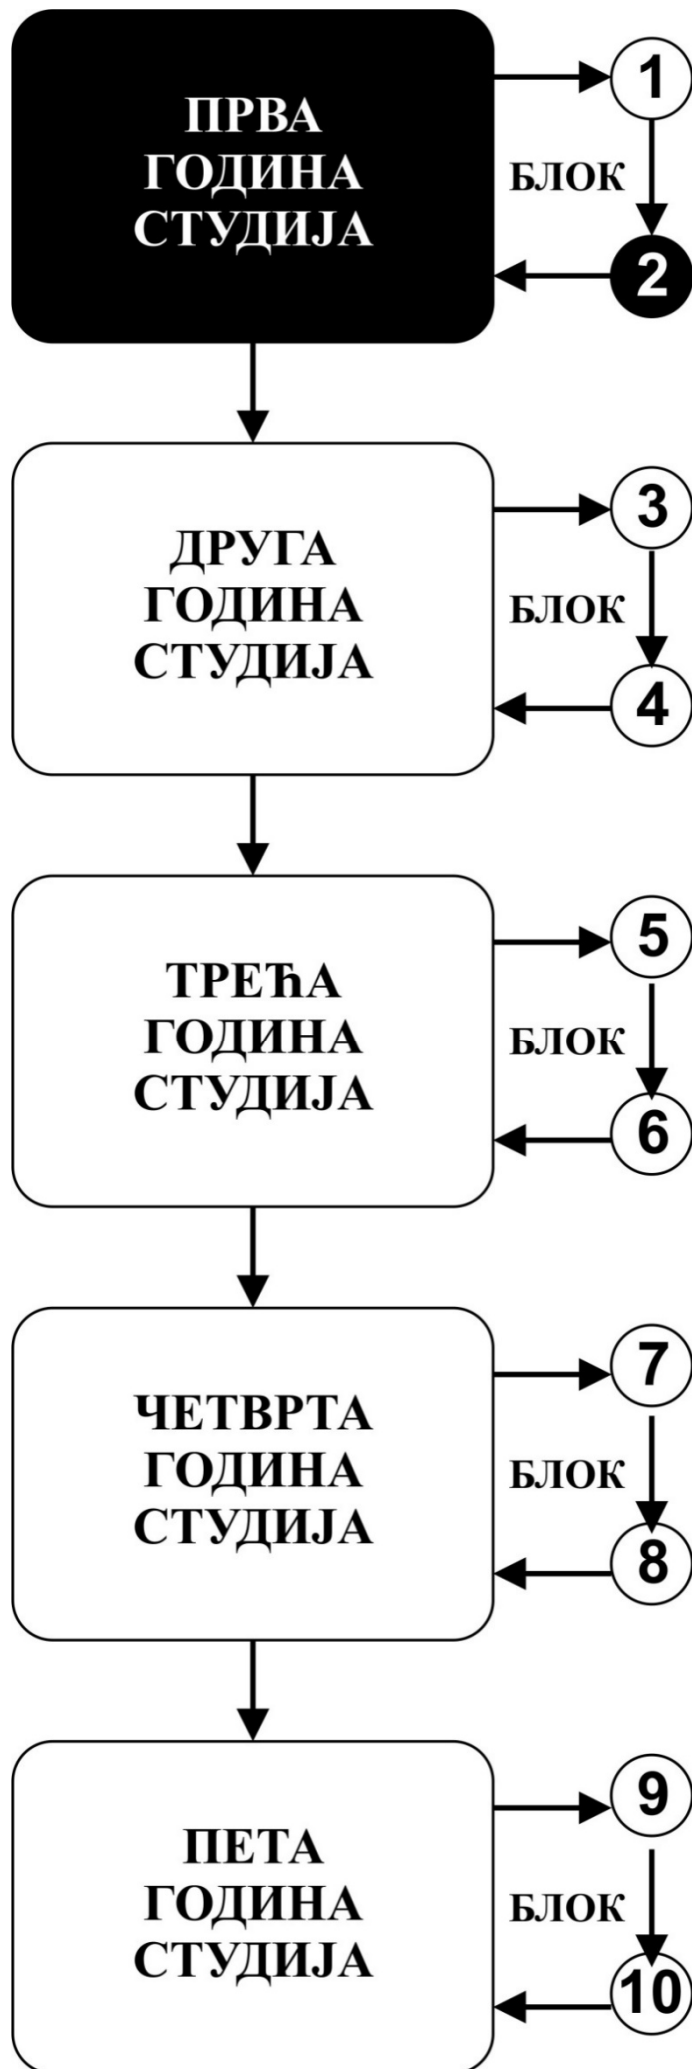 ПРВА
ГОДИНА
СТУДИЈА
1
БЛОК
2
ДРУГА
ГОДИНА
СТУДИЈА
3
БЛОК
4
ТРЕЋА
ГОДИНА
СТУДИЈА
5
БЛОК
6
ЧЕТВРТА
ГОДИНА
СТУДИЈА
7
БЛОК
8
ПЕТА
ГОДИНА
СТУДИЈА
9
БЛОК
10